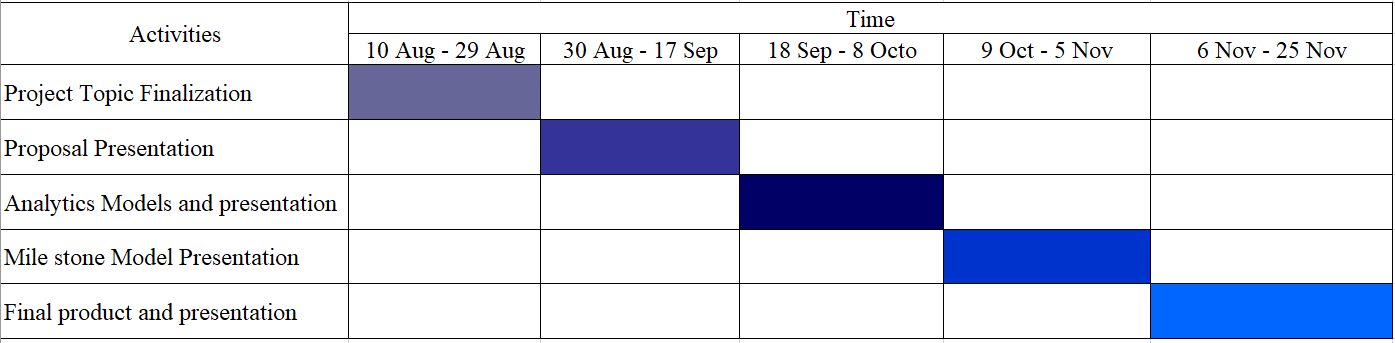 Activities
Time
10 Aug - 29 Aug
30 Aug - 17 Sep
18 Sep - 8 Octo
9 Oct - 5 Nov
6 Nov - 25 Nov
Project Topic Finalization
Proposal Presentation
Analytics Models and presentation
Mile stone Model Presentation
Final product and presentation